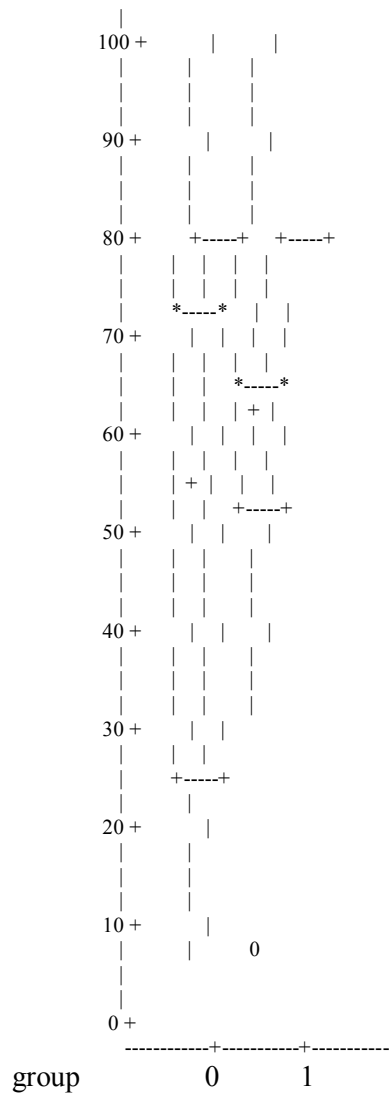 |
100 +          |          |
|          |          |
|          |          |
|          |          |
90 +          |          |
|          |          |
|          |          |
|          |          |
80 +          +-----+     +-----+
|        |     |     |     |
|        |     |     |     |
|        *-----*     |     |
70 +        |     |     |     |
|        |     |     |     |
|        |     |     *-----*
|        |     |     |  +  |
60 +        |     |     |     |
|        |     |     |     |
|        |  +  |     |     |
|        |     |     +-----+
50 +        |     |        |
|        |     |        |
|        |     |        |
|        |     |        |
40 +        |     |        |
|        |     |        |
|        |     |        |
|        |     |        |
30 +        |     |
|        |     |
|        +-----+
|          |
20 +          |
|          |
|          |
|          |
10 +          |
|          |          0
|
|
0 +
------------+-----------+-----------
group          0          1